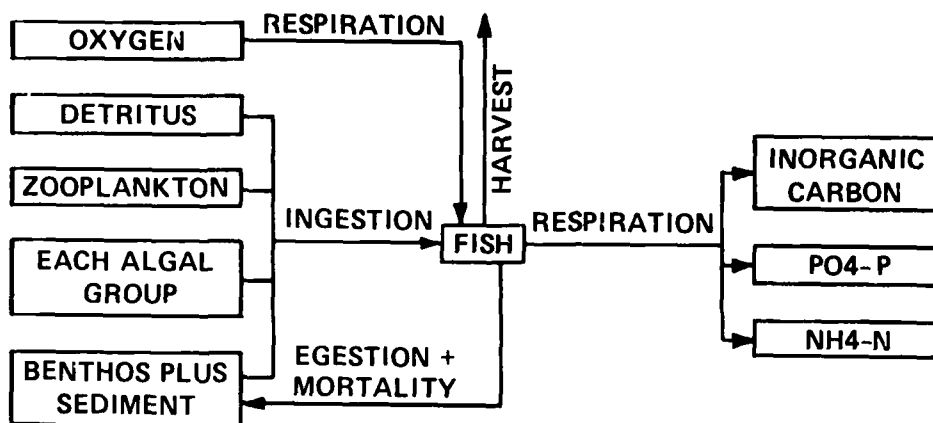 RESPIRATION
OXYGEN
HARVEST
DETRITUS
ZOOPLANKTON
EACH ALGAL
GROUP
BENTHOS PLUS
SEDIMENT
INGESTION
FISH
EGESTION +
MORTALITY
RESPIRATION
INORGANIC
CARBON
PO4-P
NH4-N